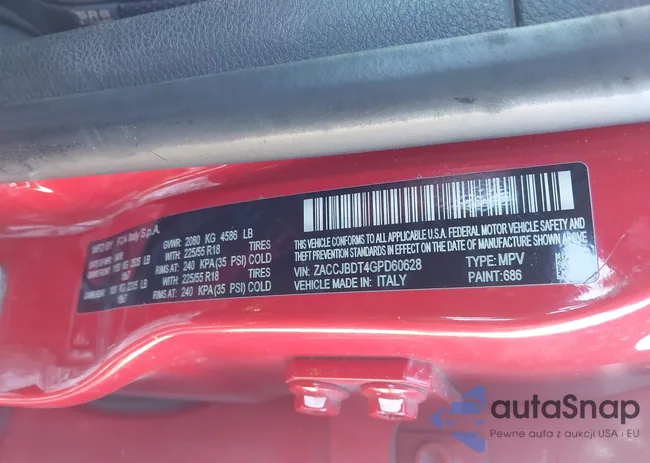 MFD BY FCA Italy S.p.A.
GVWR: 2080 KG 4586 LB
225/55 R18 TIRES
RIMS AT: 240 KPA (35 PSI) COLD
225/55 R18 TIRES
RIMS AT: 240 KPA (35 PSI) COLD
THIS VEHICLE CONFORMS TO ALL APPLICABLE U.S.A. FEDERAL MOTOR VEHICLE SAFETY AND
THEFT PREVENTION STANDARDS IN EFFECT ON THE DATE OF MANUFACTURE SHOWN ABOVE.
VIN: ZACCJBDT4GPD60628 TYPE: MPV
VEHICLE MADE IN: ITALY PAINT: 686
autaSnap
Pewne auta z aukcji USA i EU